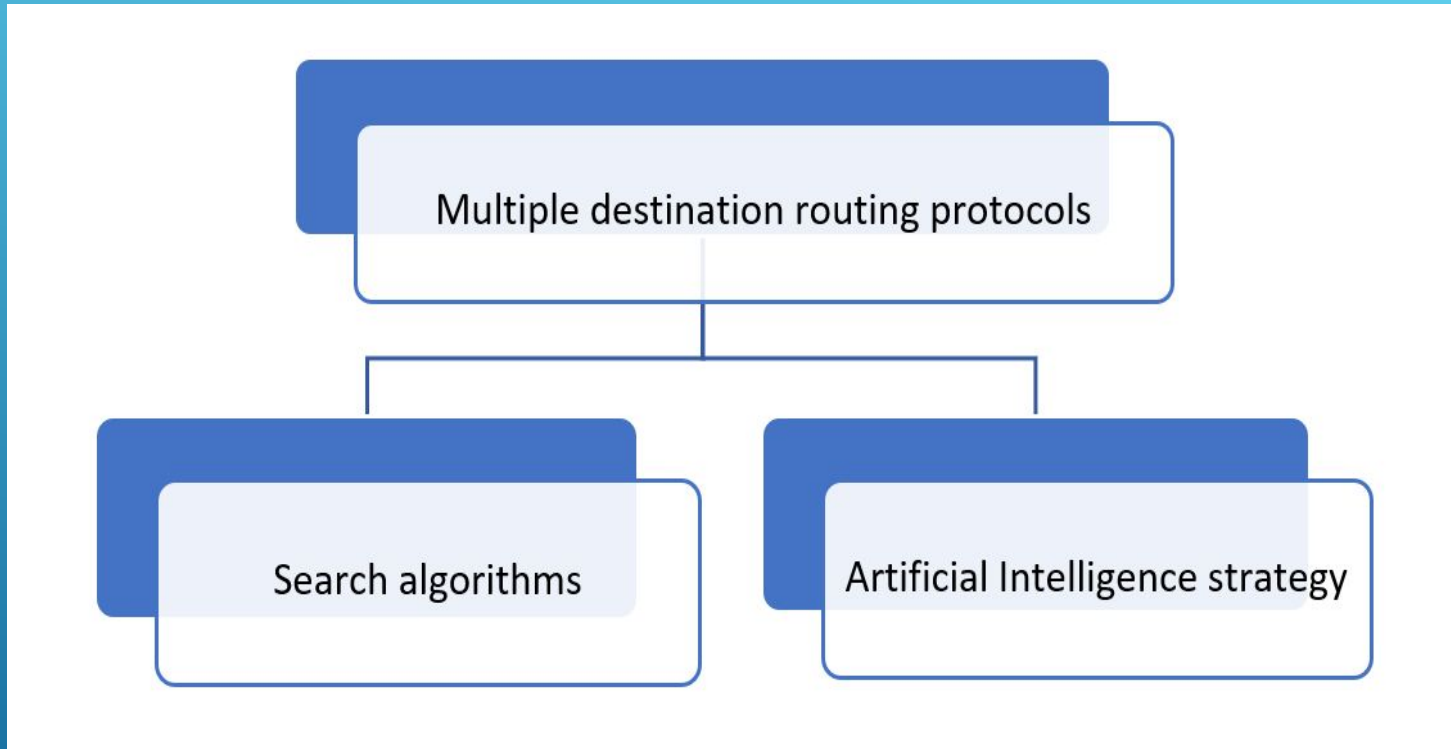 Multiple destination routing protocols
Search algorithms
Artificial Intelligence strategy